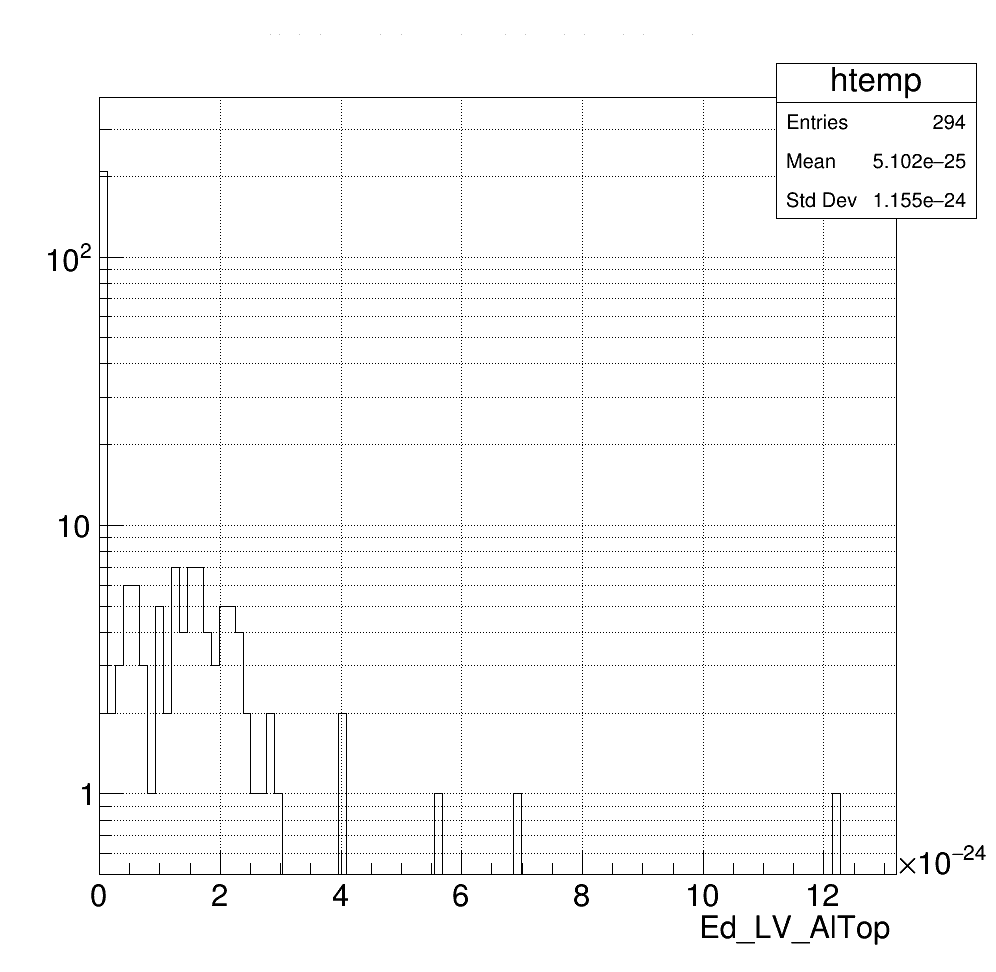 htemp
Entries 294
Mean 5.102e−25
Std Dev 1.155e−24
10²
10
1
0 2 4 6 8 10 12
×10⁻²⁴
Ed_LV_AlTop